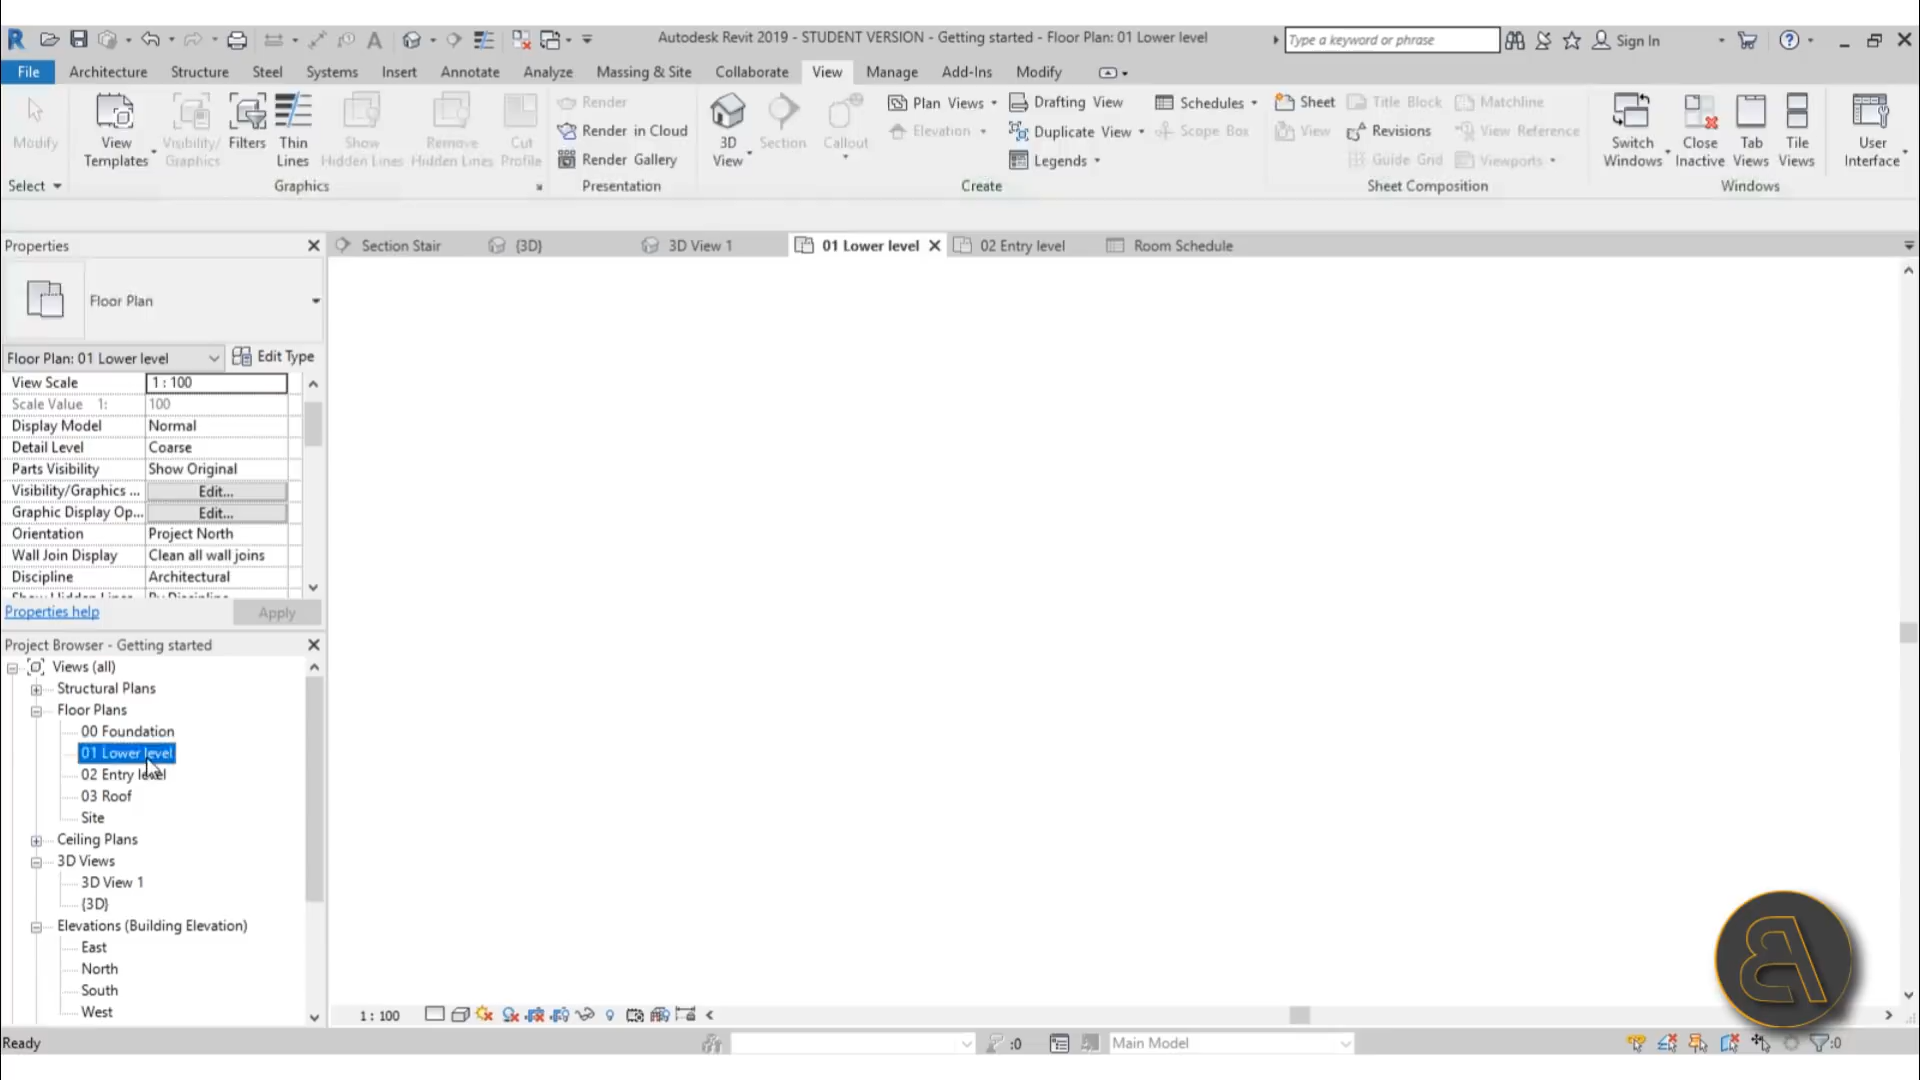 Autodesk Revit 2019 - STUDENT VERSION - Getting started - Floor Plan: 01 Lower level
Type a keyword or phrase
Sign In
File Architecture Structure Steel Systems Insert Annotate Analyze Massing & Site Collaborate View Manage Add-Ins Modify
Modify
View Templates
Visibility/ Graphics
Filters
Thin Lines
Show Hidden Lines
Remove Hidden Lines
Cut Profile
Render
Render in Cloud
Render Gallery
3D View
Section
Callout
Plan Views
Elevation
Drafting View
Duplicate View
Legends
Schedules
Scope Box
Sheet
View
Title Block
Revisions
Guide Grid
Matchline
View Reference
Viewports
Switch Windows
Close Inactive
Tab Views
Tile Views
User Interface
Select Graphics Presentation Create Sheet Composition Windows
Properties
Section Stair {3D} 3D View 1 01 Lower level 02 Entry level Room Schedule
Floor Plan
Floor Plan: 01 Lower level Edit Type
View Scale 1 : 100
Scale Value 1: 100
Display Model Normal
Detail Level Coarse
Parts Visibility Show Original
Visibility/Graphics ... Edit...
Graphic Display Op... Edit...
Orientation Project North
Wall Join Display Clean all wall joins
Discipline Architectural
Properties help Apply
Project Browser - Getting started
Views (all)
Structural Plans
Floor Plans
00 Foundation
01 Lower level
02 Entry level
03 Roof
Site
Ceiling Plans
3D Views
3D View 1
{3D}
Elevations (Building Elevation)
East
North
South
West
1 : 100
Ready
:0
Main Model
:0